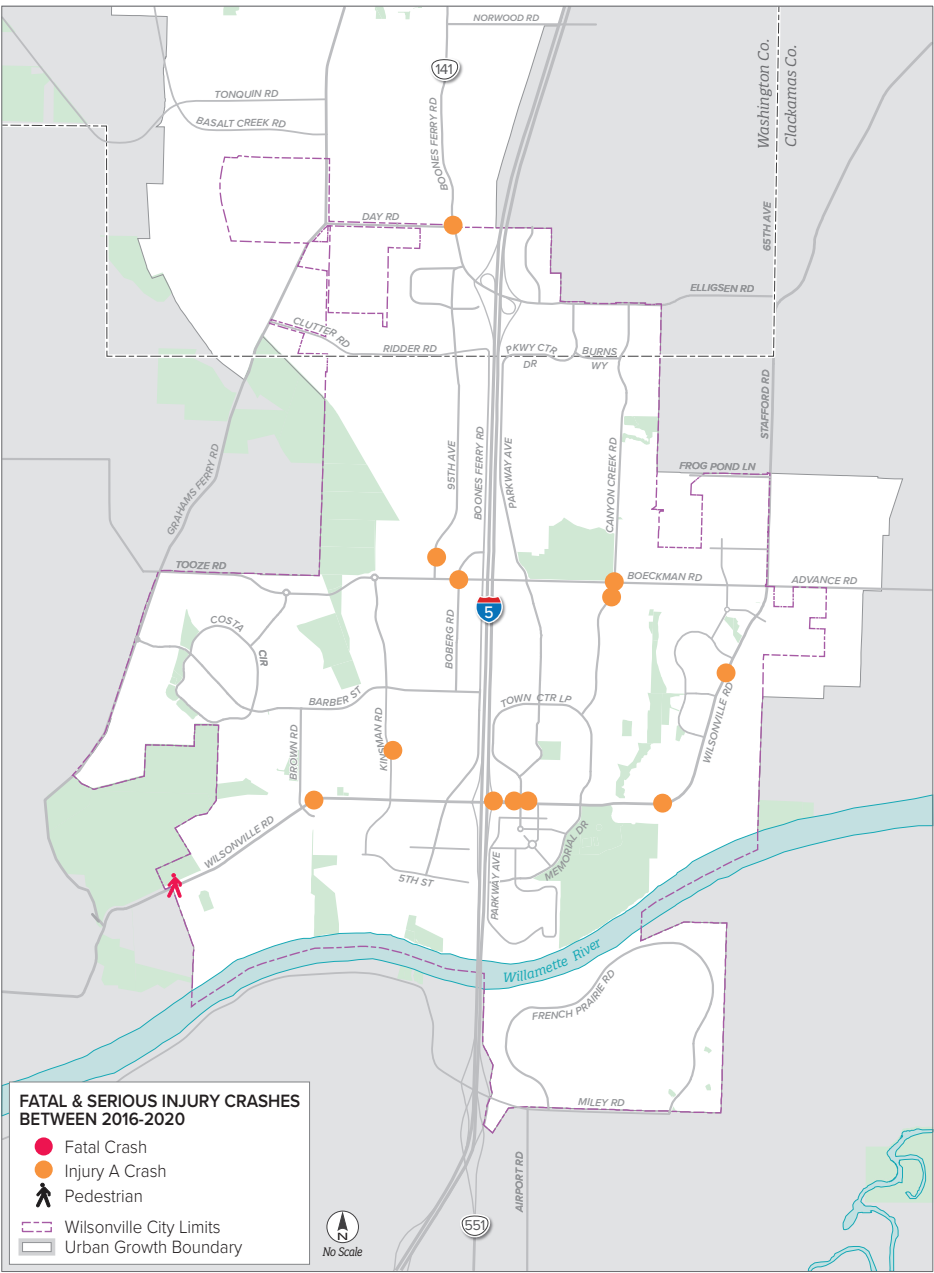 NORWOOD RD
Washington Co.
Clackamas Co.
141
TONQUIN RD
BASALT CREEK RD
BOONES FERRY RD
65TH AVE
DAY RD
ELLIGSEN RD
CLUTTER RD
RIDDER RD
PKWY CTR
DR
BURNS
WY
STAFFORD RD
GRAHAMS FERRY RD
95TH AVE
BOONES FERRY RD
PARKWAY AVE
CANYON CREEK RD
FROG POND LN
TOOZE RD
BOECKMAN RD
ADVANCE RD
5
COSTA
CIR
BOBERG RD
BARBER ST
TOWN CTR LP
WILSONVILLE RD
BROWN RD
KINSMAN RD
WILSONVILLE RD
MEMORIAL DR
5TH ST
PARKWAY AVE
Willamette River
FRENCH PRAIRIE RD
MILEY RD
AIRPORT RD
551
FATAL & SERIOUS INJURY CRASHES
BETWEEN 2016-2020
Fatal Crash
Injury A Crash
Pedestrian
Wilsonville City Limits
Urban Growth Boundary
N
No Scale